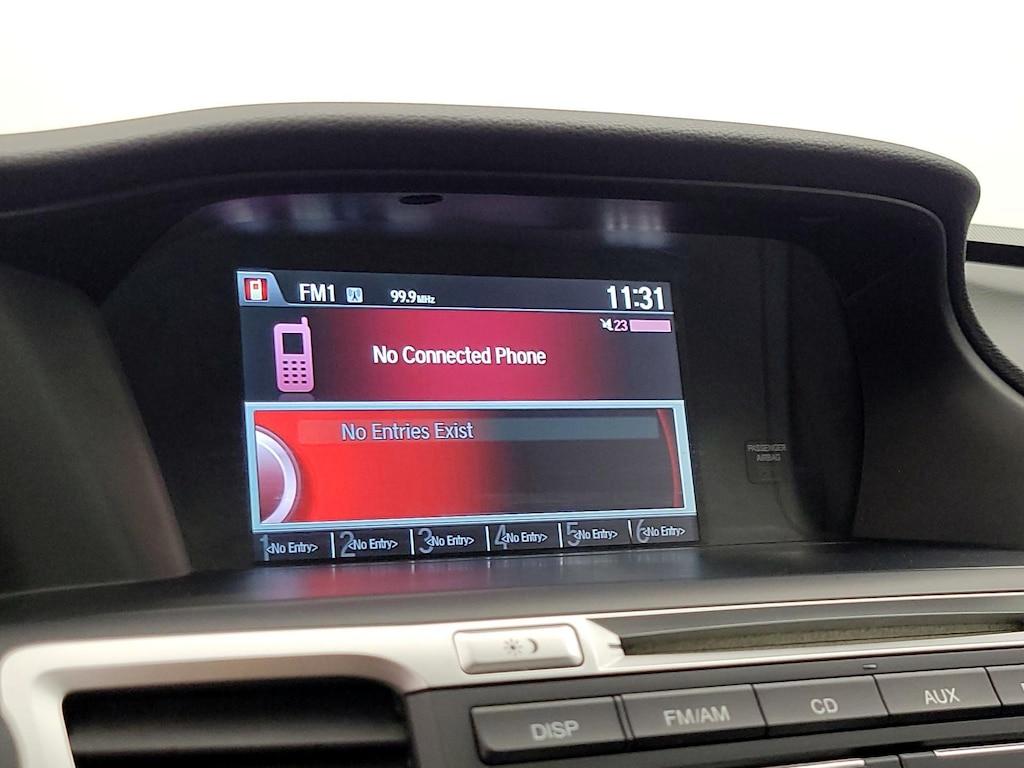 FM1 99.9MHz 11:31
23
No Connected Phone
No Entries Exist
1<No Entry> 2<No Entry> 3<No Entry> 4<No Entry> 5<No Entry> 6<No Entry>
PASSENGER
AIRBAG
DISP FM/AM CD AUX